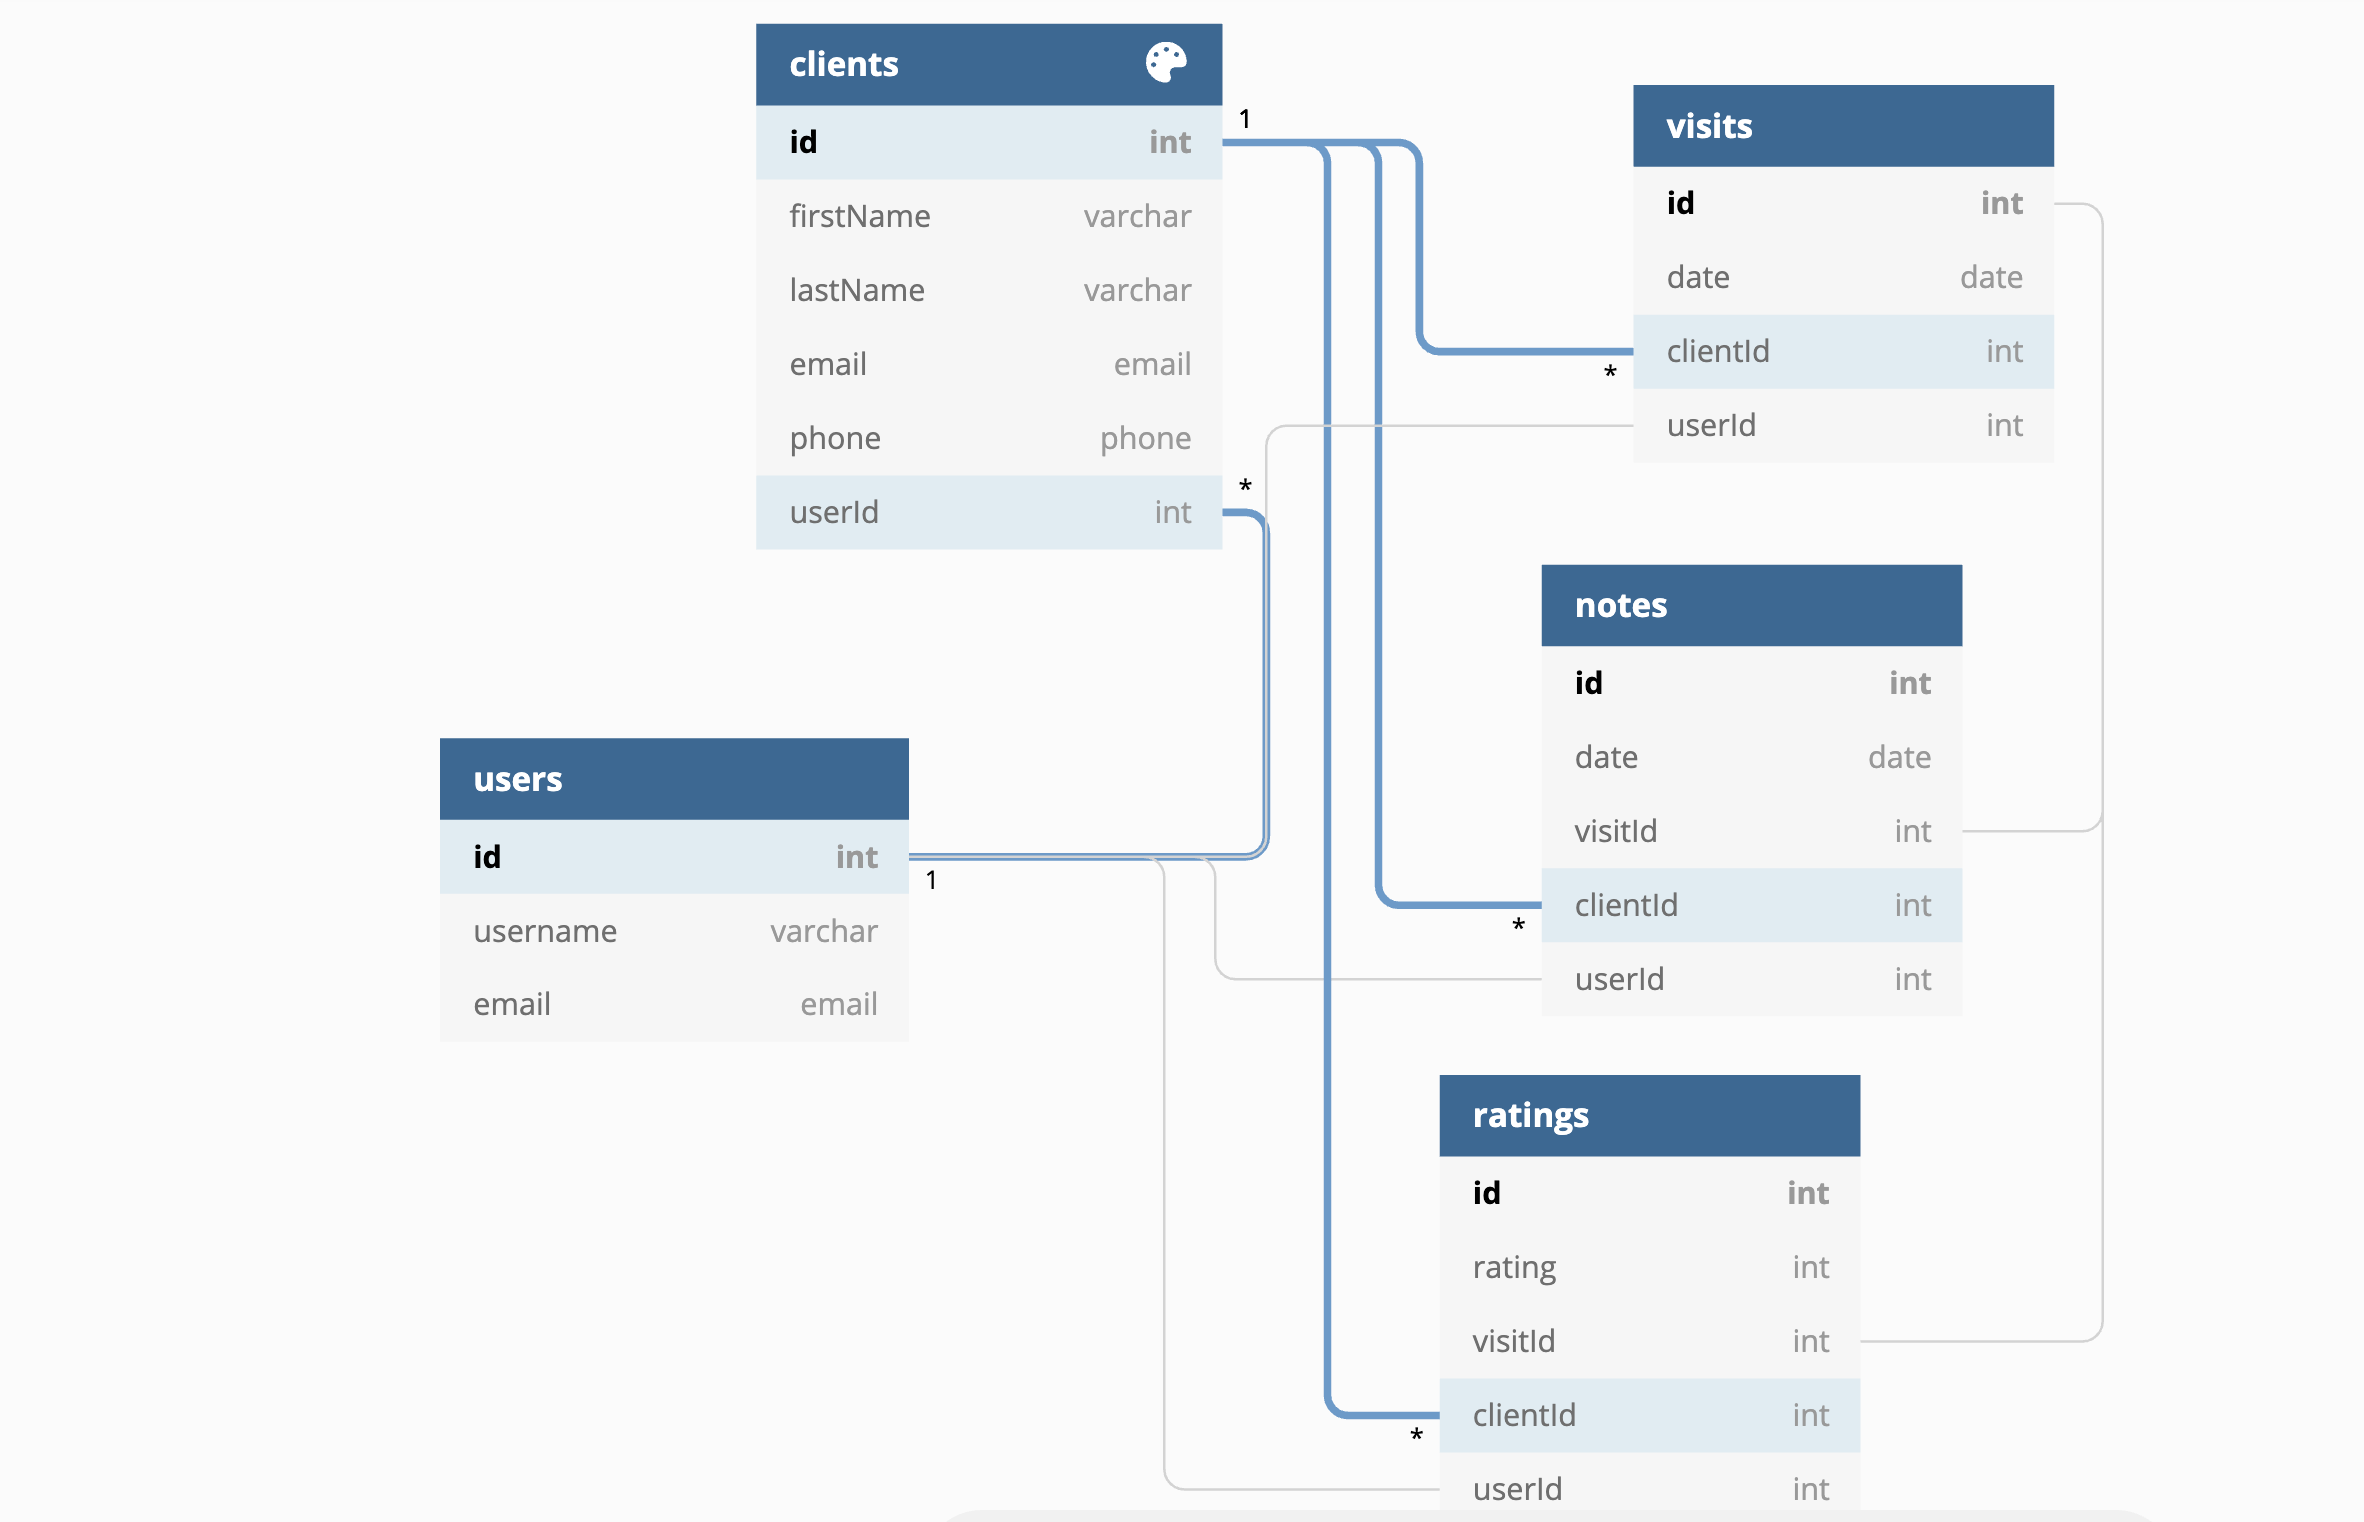 clients
id int
firstName varchar
lastName varchar
email email
phone phone
userId int
1
*
visits
id int
date date
clientId int
userId int
*
notes
id int
date date
visitId int
clientId int
userId int
*
users
id int
username varchar
email email
1
ratings
id int
rating int
visitId int
clientId int
userId int
*